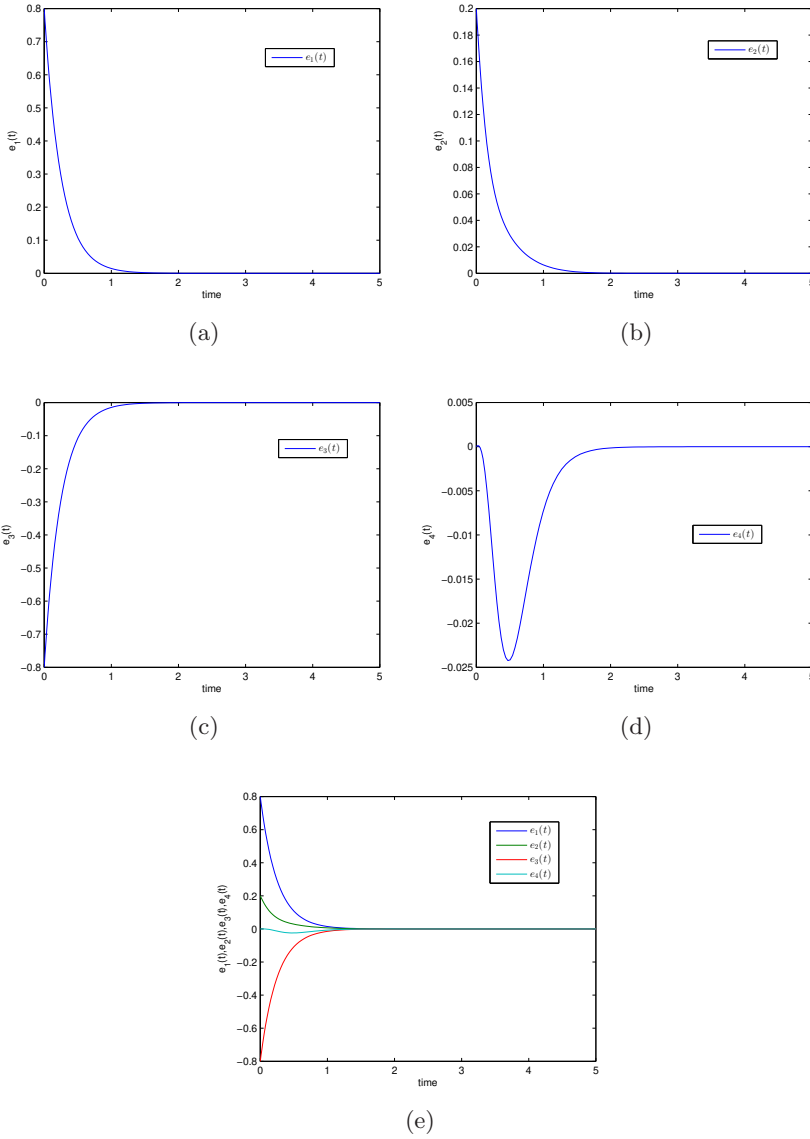 0.8
0.7
0.6
0.5
0.4
0.3
0.2
0.1
0
e₁(t)
e₁(t)
0 1 2 3 4 5
time
(a)
0.2
0.18
0.16
0.14
0.12
0.1
0.08
0.06
0.04
0.02
0
e₂(t)
e₂(t)
0 1 2 3 4 5
time
(b)
0
−0.1
−0.2
−0.3
−0.4
−0.5
−0.6
−0.7
−0.8
e₃(t)
e₃(t)
0 1 2 3 4 5
time
(c)
0.005
0
−0.005
−0.01
−0.015
−0.02
−0.025
e₄(t)
e₄(t)
0 1 2 3 4 5
time
(d)
0.8
0.6
0.4
0.2
0
−0.2
−0.4
−0.6
−0.8
e₁(t),e₂(t),e₃(t),e₄(t)
e₁(t)
e₂(t)
e₃(t)
e₄(t)
0 1 2 3 4 5
time
(e)